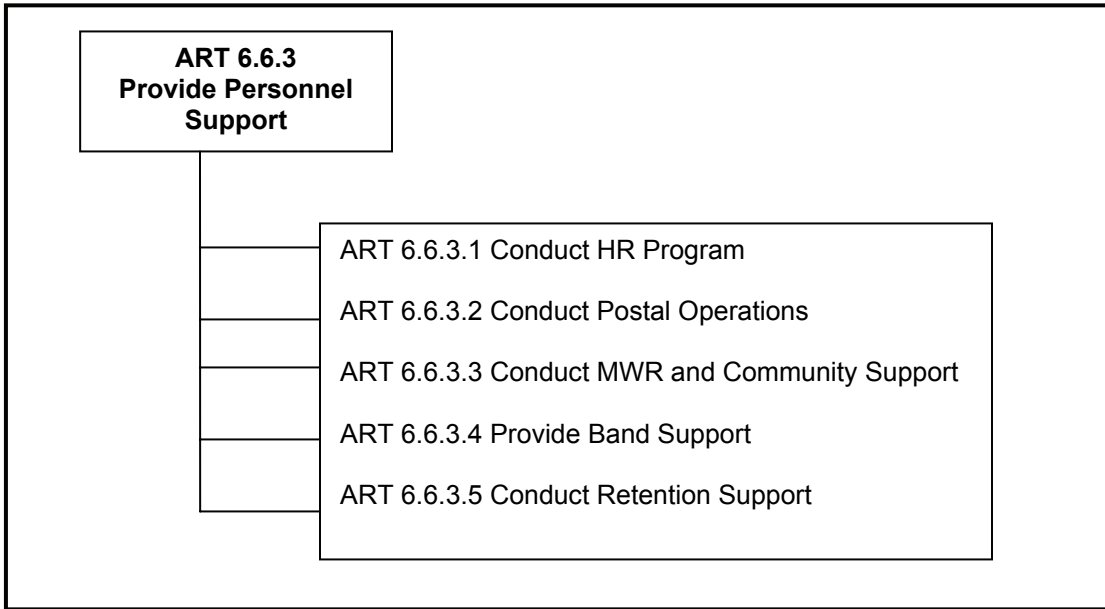 ART 6.6.3
Provide Personnel
Support
ART 6.6.3.1 Conduct HR Program
ART 6.6.3.2 Conduct Postal Operations
ART 6.6.3.3 Conduct MWR and Community Support
ART 6.6.3.4 Provide Band Support
ART 6.6.3.5 Conduct Retention Support